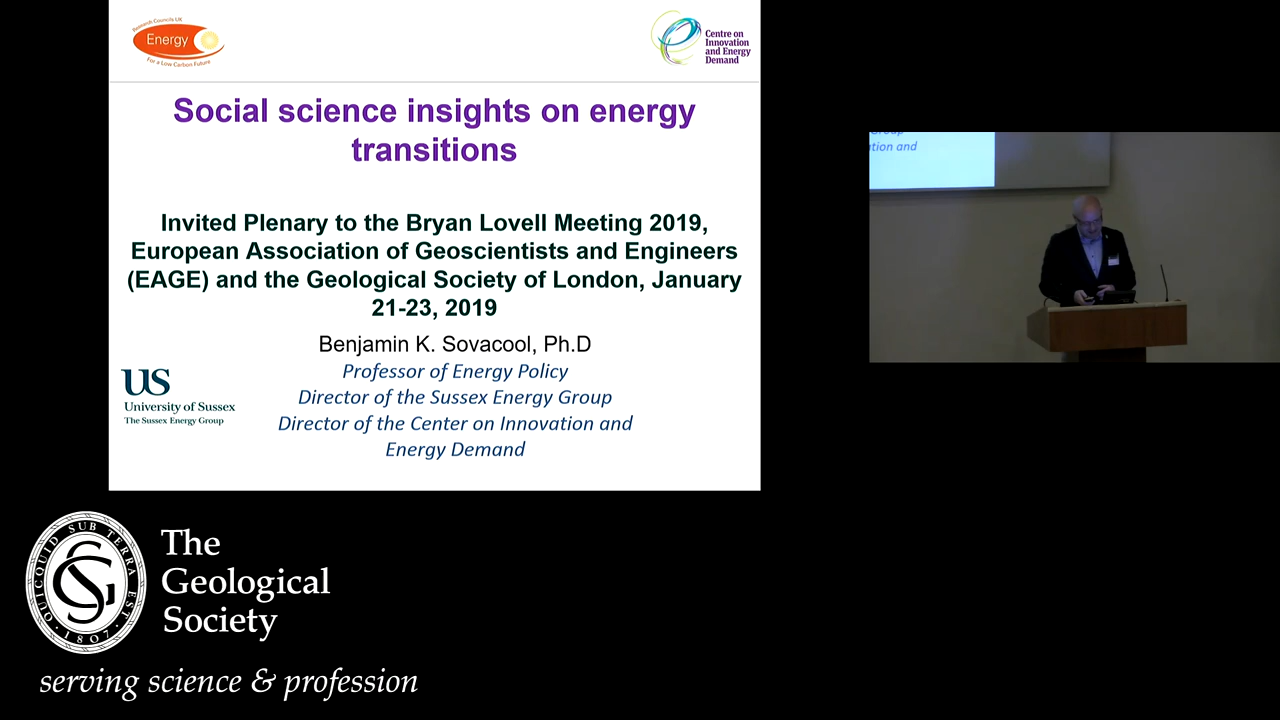 Research Councils UK
Energy
For a Low Carbon Future
Centre on
Innovation
and Energy
Demand
Social science insights on energy
transitions
Invited Plenary to the Bryan Lovell Meeting 2019,
European Association of Geoscientists and Engineers
(EAGE) and the Geological Society of London, January
21-23, 2019
Benjamin K. Sovacool, Ph.D
Professor of Energy Policy
Director of the Sussex Energy Group
Director of the Center on Innovation and
Energy Demand
US
University of Sussex
The Sussex Energy Group
Group
ation and
QUICQUID SUB TERRA EST
1807
The
Geological
Society
serving science & profession